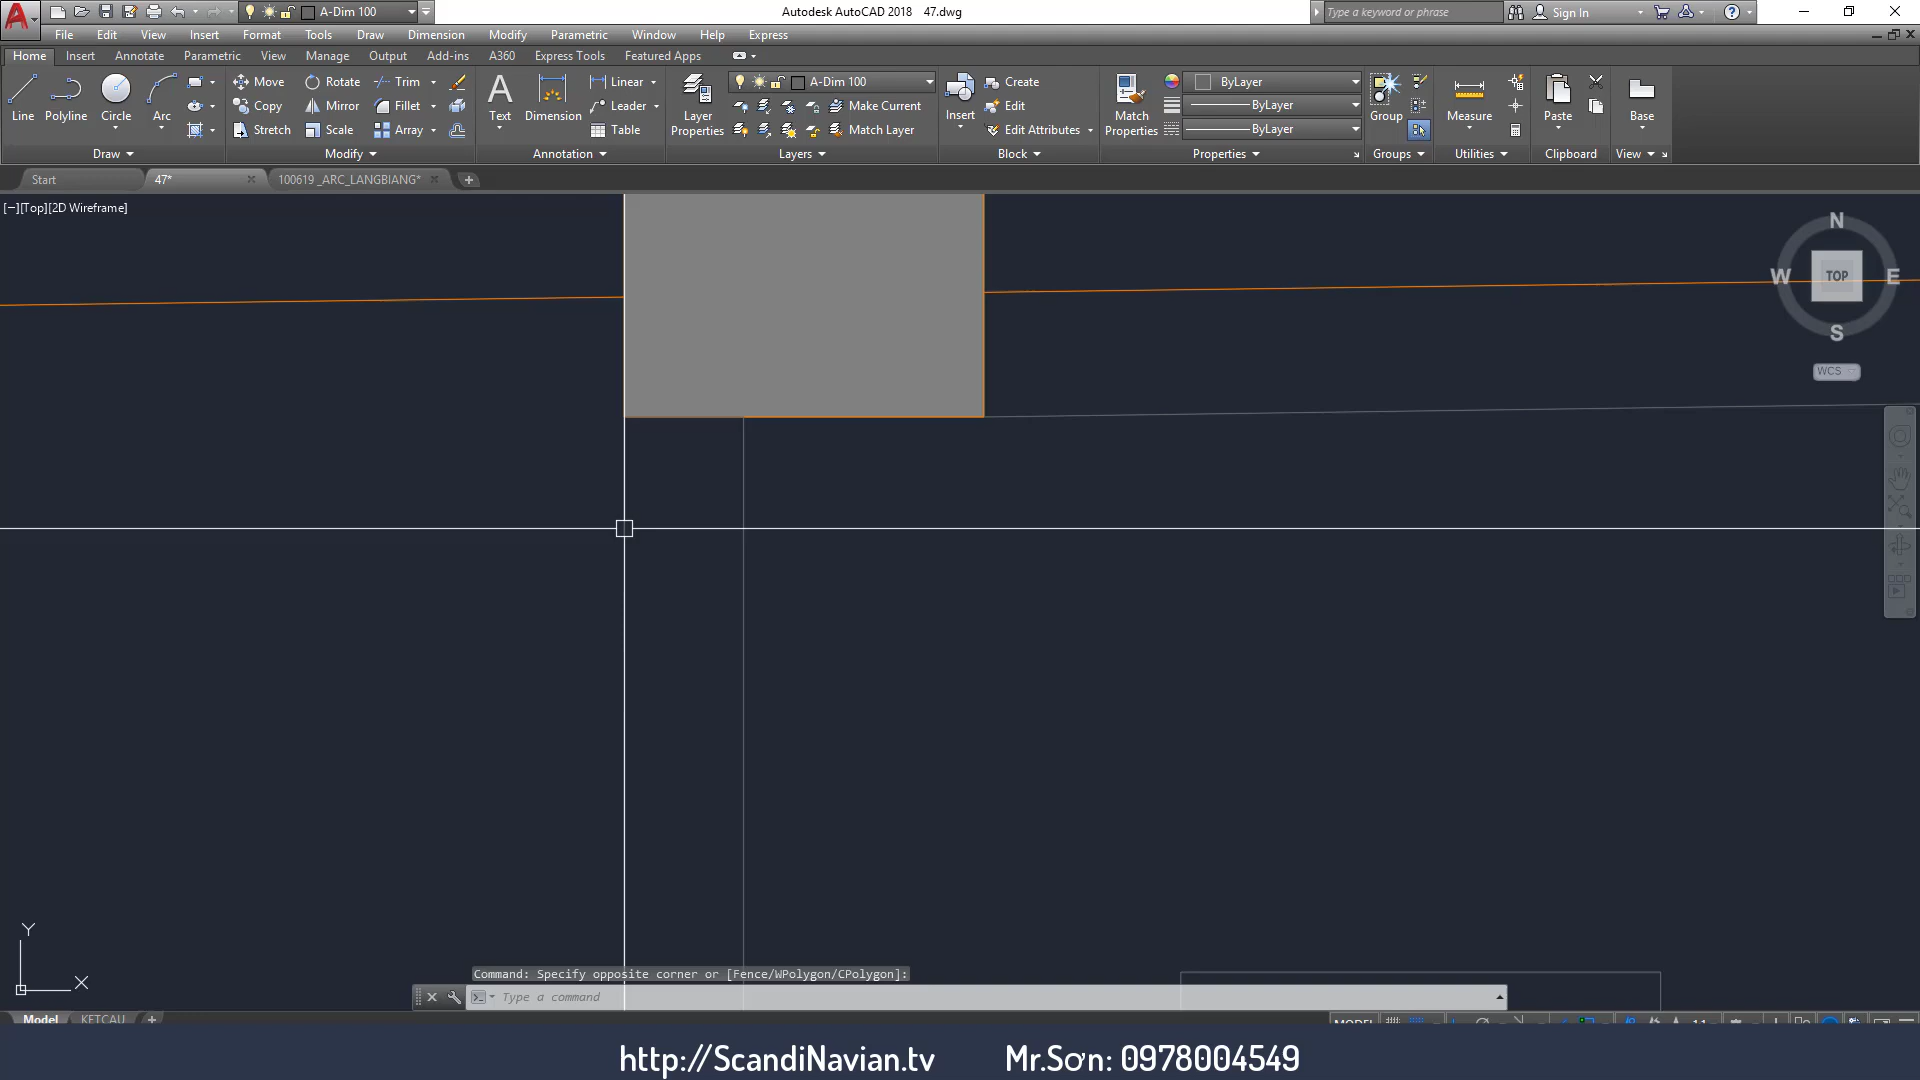 A-Dim 100
Autodesk AutoCAD 2018 47.dwg
Type a keyword or phrase
Sign In
File Edit View Insert Format Tools Draw Dimension Modify Parametric Window Help Express
Home Insert Annotate Parametric View Manage Output Add-ins A360 Express Tools Featured Apps
Line Polyline Circle Arc
Move Rotate Trim
Copy Mirror Fillet
Stretch Scale Array
Text Dimension
Linear
Leader
Table
Layer Properties
A-Dim 100
Make Current
Match Layer
Insert
Create
Edit
Edit Attributes
Match Properties
ByLayer
ByLayer
ByLayer
Group
Measure
Paste
Base
Draw Modify Annotation Layers Block Properties Groups Utilities Clipboard View
Start 47* 100619_ARC_LANGBIANG*
[−][Top][2D Wireframe]
N
W TOP E
S
WCS
Y
X
Command: Specify opposite corner or [Fence/WPolygon/CPolygon]:
Type a command
Model KETCAU
MODEL
http://ScandiNavian.tv Mr.Sơn: 0978004549